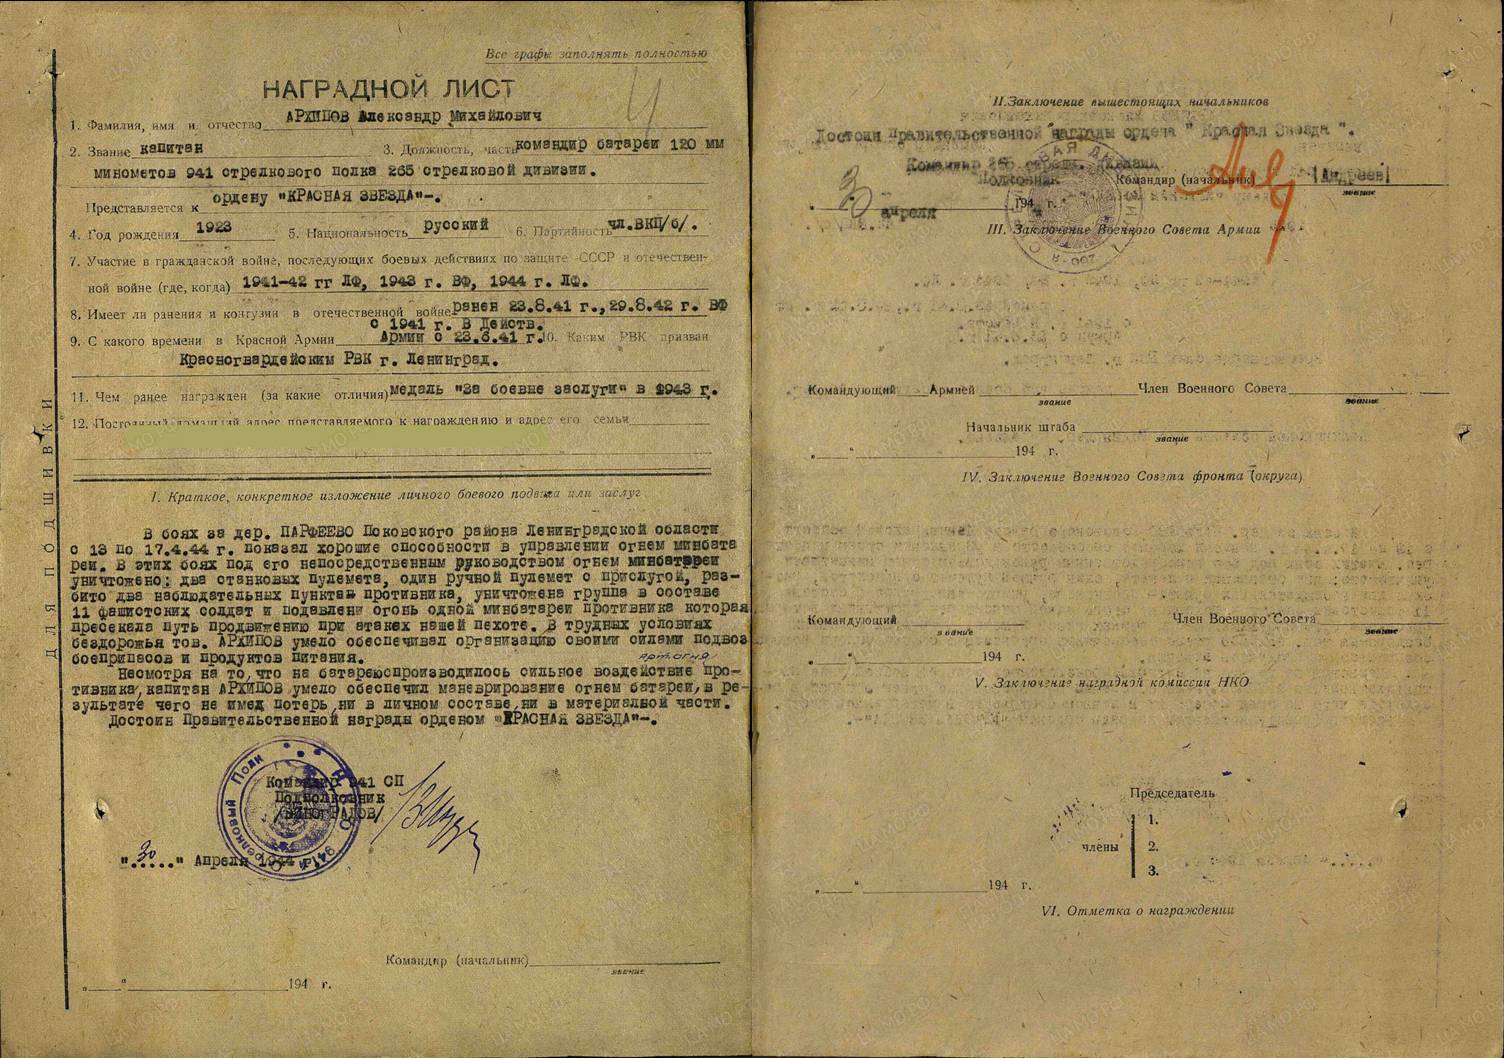 Все графы заполнять полностью
НАГРАДНОЙ ЛИСТ
1. Фамилия, имя и отчество АРХИПОВ Александр Михайлович
2. Звание капитан 3. Должность, часть командир батареи 120 мм
минометов 941 стрелкового полка 265 стрелковой дивизии.
Представляется к ордену "КРАСНАЯ ЗВЕЗДА"-.
4. Год рождения 1923 5. Национальность русский 6. Партийность чл.ВКП/б/.
7. Участие в гражданской войне, последующих боевых действиях по защите СССР и отечествен-
ной войне (где, когда) 1941-42 гг ЛФ, 1943 г. ВФ, 1944 г. ЛФ.
8. Имеет ли ранения и контузии в отечественной войне ранен 23.8.41 г.,29.8.42 г. ВФ
с 1941 г. В Действ.
9. С какого времени в Красной Армии Армии с 23.6.41 г. 10. Каким РВК призван
Красногвардейским РВК г. Ленинград.
11. Чем ранее награжден (за какие отличия) медаль "За боевые заслуги" в 1943 г.
12. Постоянный домашний адрес представляемого к награждению и адрес его семьи
ДЛЯ ПОДШИВКИ
I. Краткое, конкретное изложение личного боевого подвига или заслуг
В боях за дер. ПАРФЕЕВО Псковского района Ленинградской области
с 13 по 17.4.44 г. показал хорошие способности в управлении огнем минбата
реи. В этих боях под его непосредственным руководством огнем минбатареи
уничтожено: два становых пулемета, один ручной пулемет с прислугой, раз-
бито два наблюдательных пункта противника, уничтожена группа в составе
11 фашистских солдат и подавлен огонь одной минбатареи противника которая
пресекала путь продвижению при атаках нашей пехоте. В трудных условиях
бездорожья тов. АРХИПОВ умело обеспечивал организацию своими силами подвоз
боеприпасов и продуктов питания.
артогня
Несмотря на то, что на батарею производилось сильное воздействие про-
тивника, капитан АРХИПОВ умело обеспечил маневрирование огнем батареи, в ре-
зультате чего не имел потерь ни в личном составе, ни в материалной части.
Достоин Правительственной награды орденом "КРАСНАЯ ЗВЕЗДА"-.
Командир 941 СП
Подполковник
/ВИНОГРАДОВ/
"30" Апреля 1944 г.
Командир (начальник)
звание
„ “ 194 г.
II. Заключение вышестоящих начальников
Достоин Правительственной награды ордена "Красная Звезда".
Командир 265 стрелк. дивизии
Полковник Командир (начальник) (Андреев)
звание
30 апреля 194 г.
III. Заключение Военного Совета Армии
Командующий Армией Член Военного Совета
звание звание
Начальник штаба
звание
„ “ 194 г.
IV. Заключение Военного Совета фронта (округа)
Командующий Член Военного Совета
звание звание
„ “ 194 г.
V. Заключение наградной комиссии НКО
Председатель
1.
члены 2.
3.
„ “ 194 г.
VI. Отметка о награждении